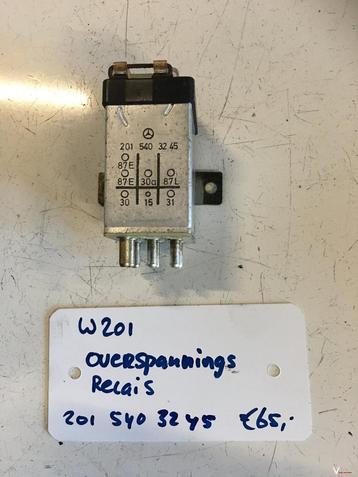 201 540 32 45
87E
87E 30a 87L
30 15 31
W201
OVERSPANNINGS
Relais
201 540 32 45 €65,-